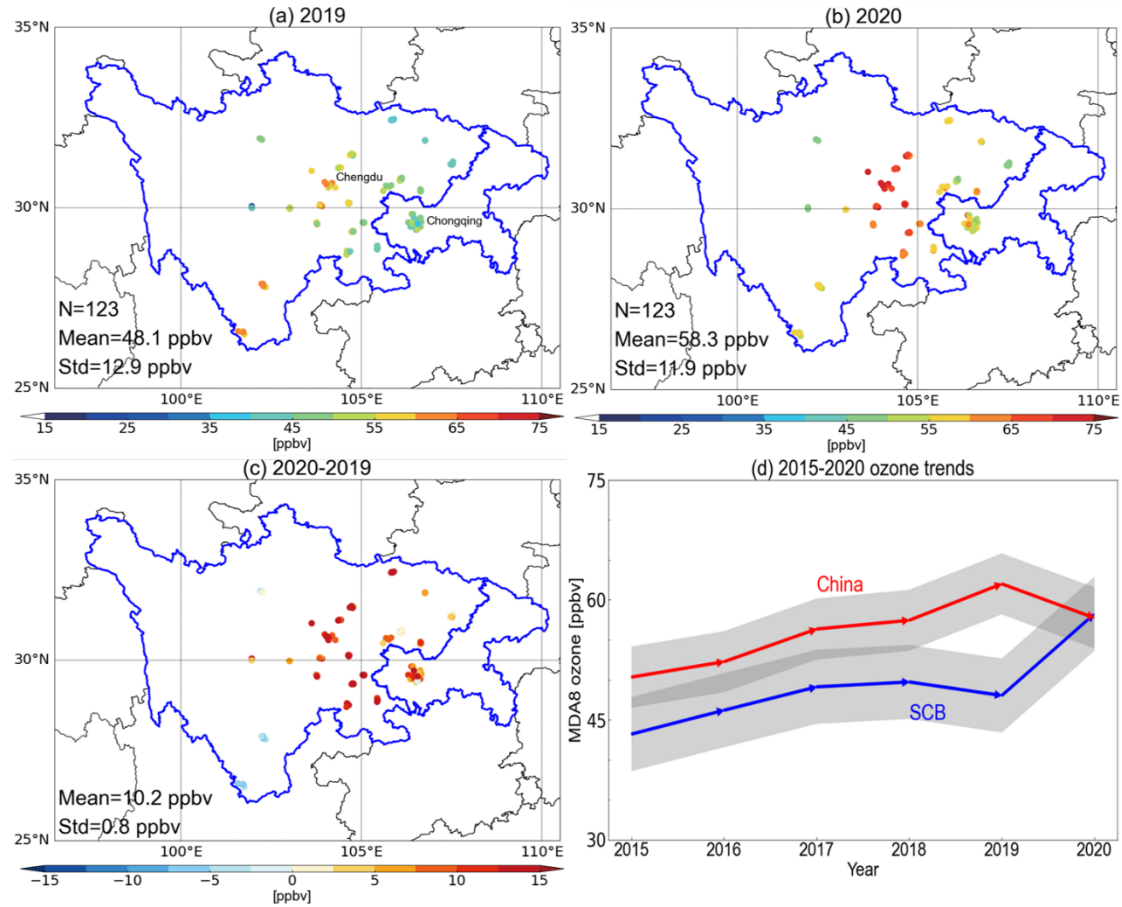 (a) 2019
35°N
30°N
25°N
Chengdu
Chongqing
N=123
Mean=48.1 ppbv
Std=12.9 ppbv
100°E 105°E 110°E
15 25 35 45 55 65 75
[ppbv]
(b) 2020
35°N
30°N
25°N
N=123
Mean=58.3 ppbv
Std=11.9 ppbv
100°E 105°E 110°E
15 25 35 45 55 65 75
[ppbv]
(c) 2020-2019
35°N
30°N
25°N
Mean=10.2 ppbv
Std=0.8 ppbv
100°E 105°E 110°E
−15 −10 −5 0 5 10 15
[ppbv]
(d) 2015-2020 ozone trends
MDA8 ozone [ppbv]
75
60
45
30
China
SCB
2015 2016 2017 2018 2019 2020
Year